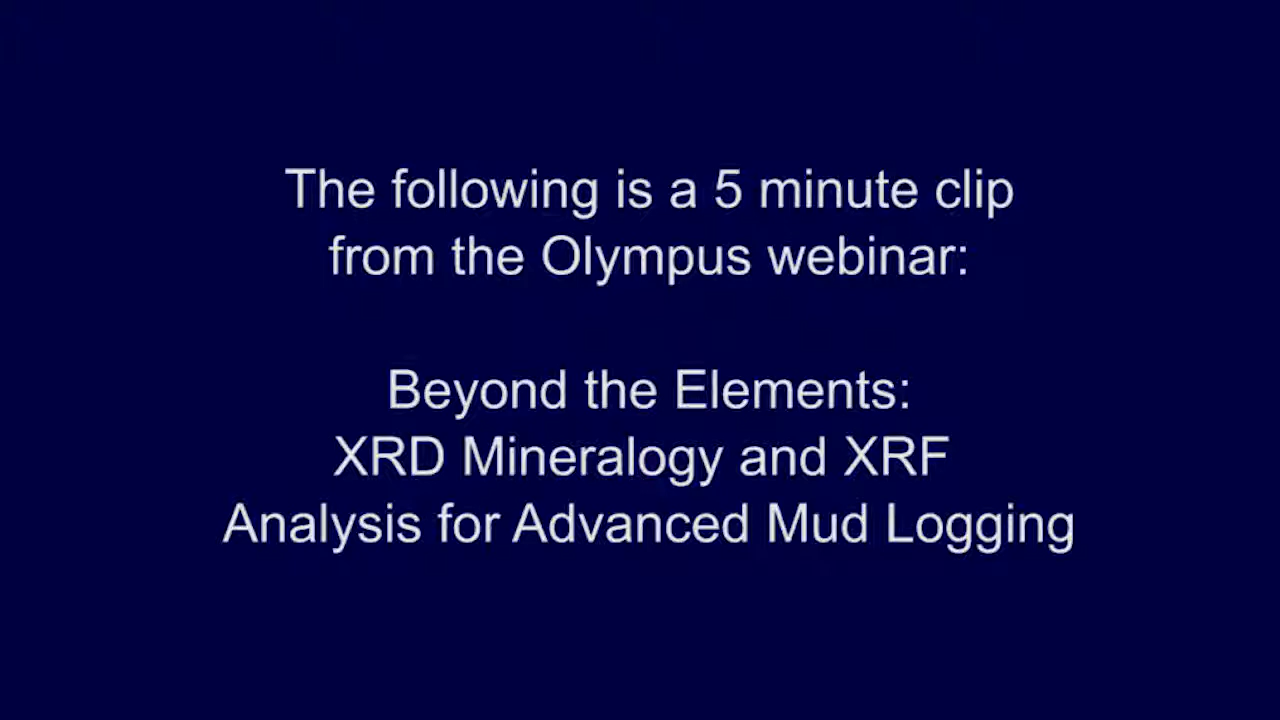 The following is a 5 minute clip
from the Olympus webinar:
Beyond the Elements:
XRD Mineralogy and XRF
Analysis for Advanced Mud Logging